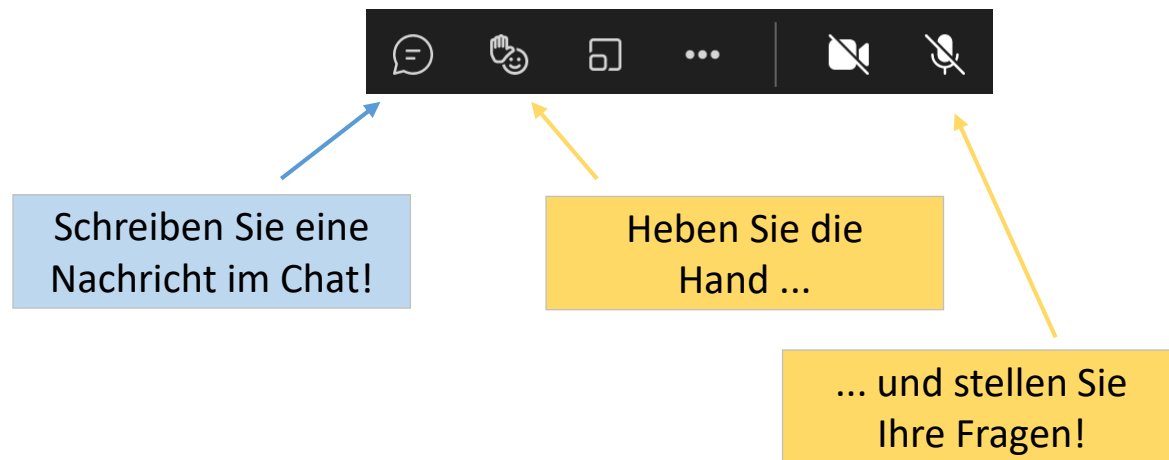 Schreiben Sie eine
Nachricht im Chat!
Heben Sie die
Hand ...
... und stellen Sie
Ihre Fragen!